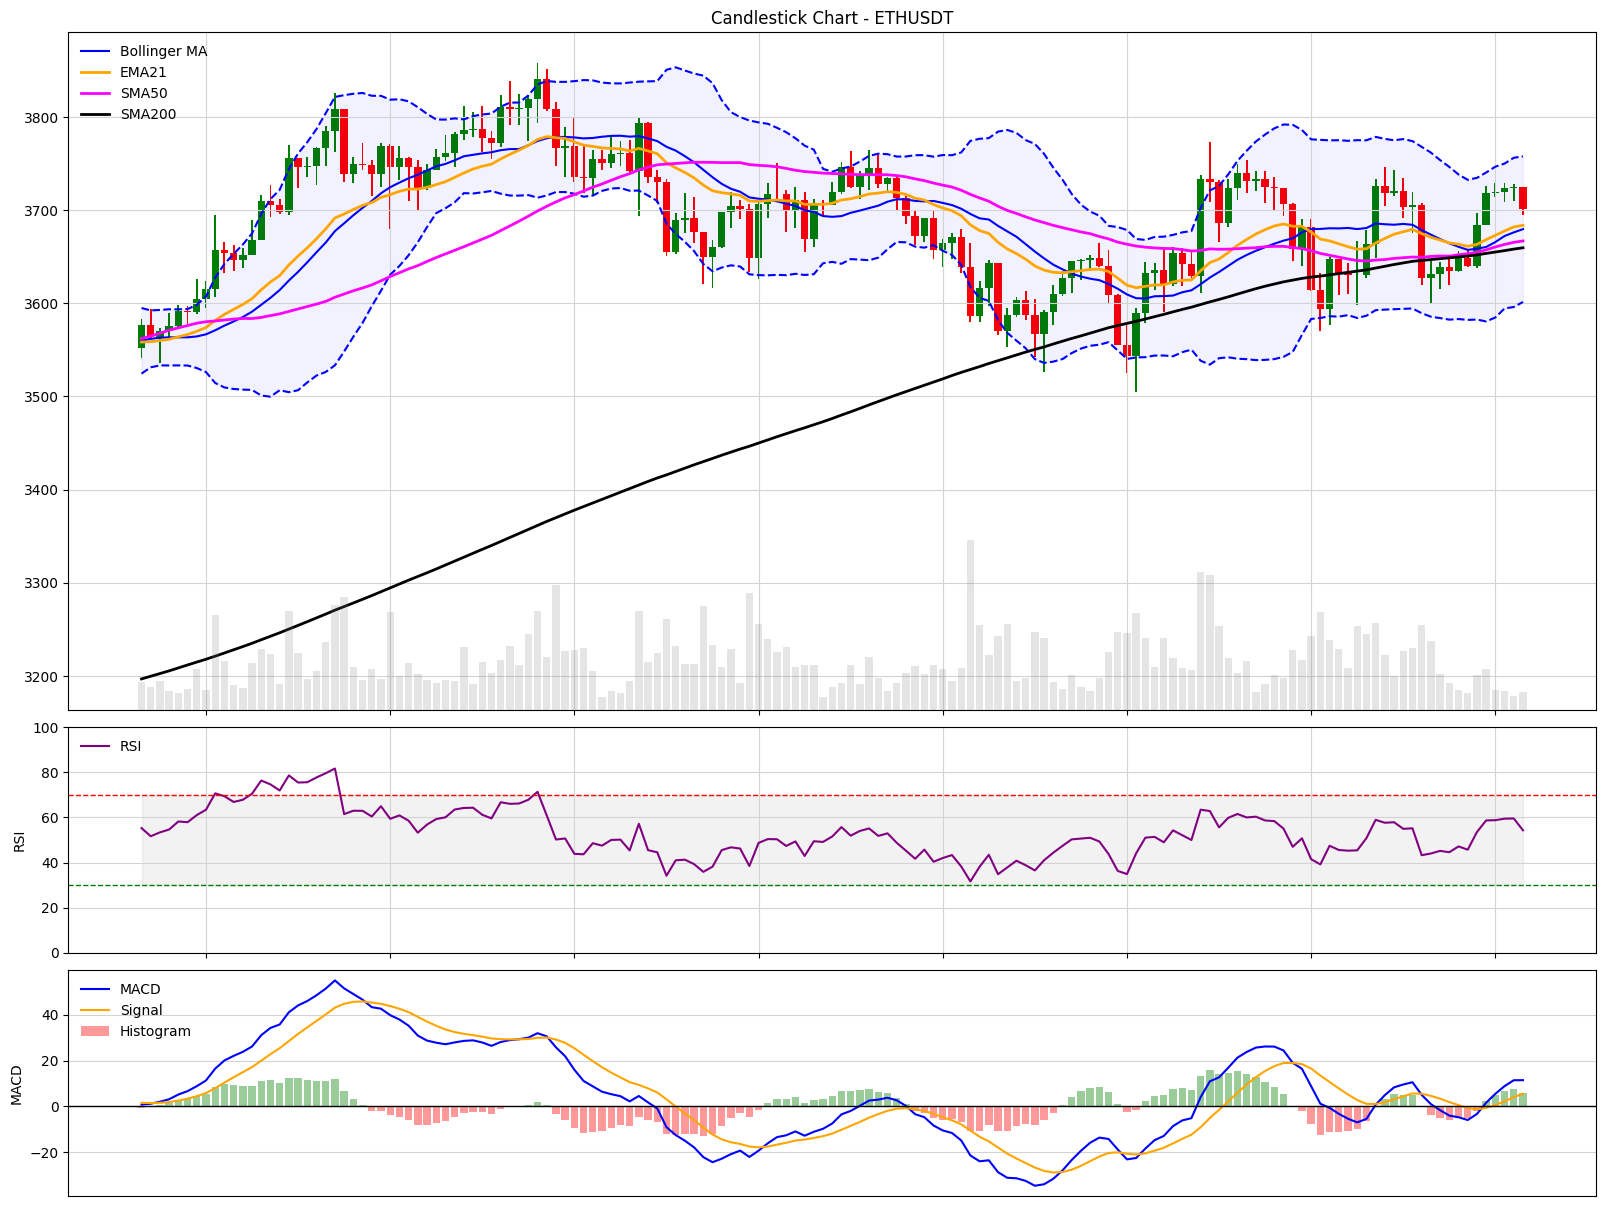 Candlestick Chart - ETHUSDT
Bollinger MA
EMA21
SMA50
SMA200
3800
3700
3600
3500
3400
3300
3200
RSI
100
80
60
40
20
0
RSI
MACD
Signal
Histogram
40
20
0
−20
MACD